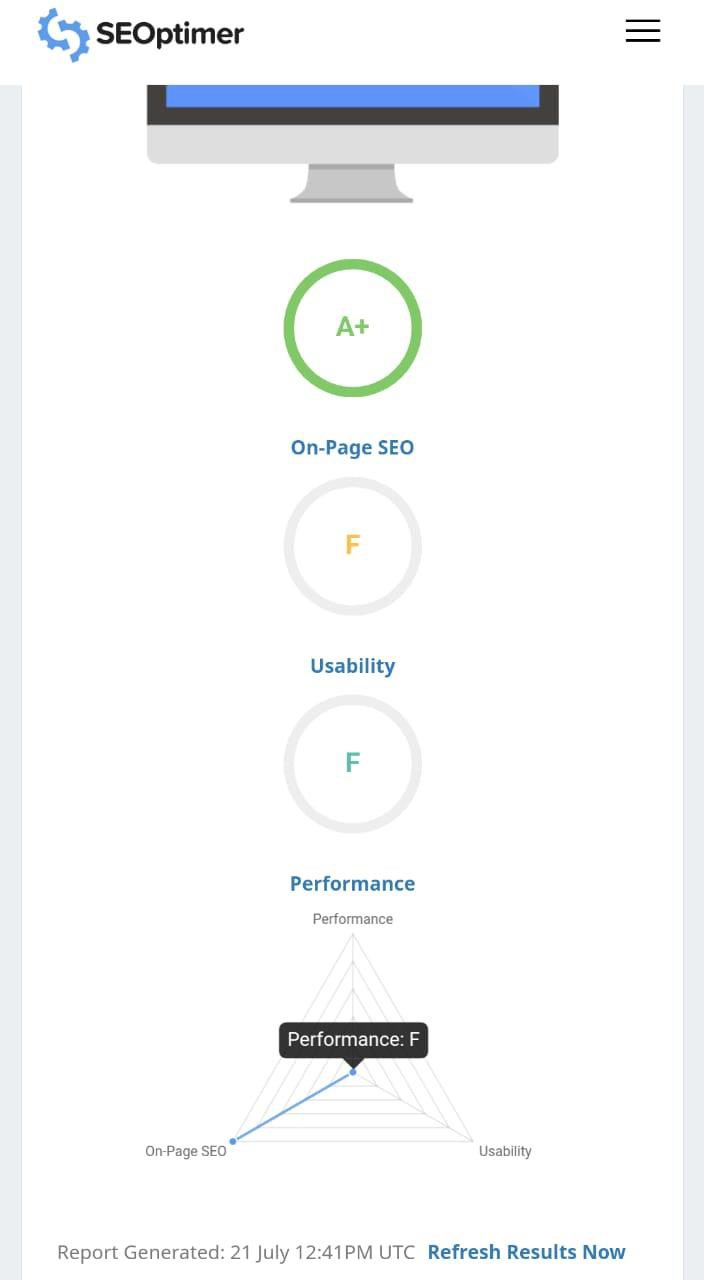 SEOptimer
A+
On-Page SEO
F
Usability
F
Performance
Performance
Performance: F
On-Page SEO
Usability
Report Generated: 21 July 12:41PM UTC Refresh Results Now